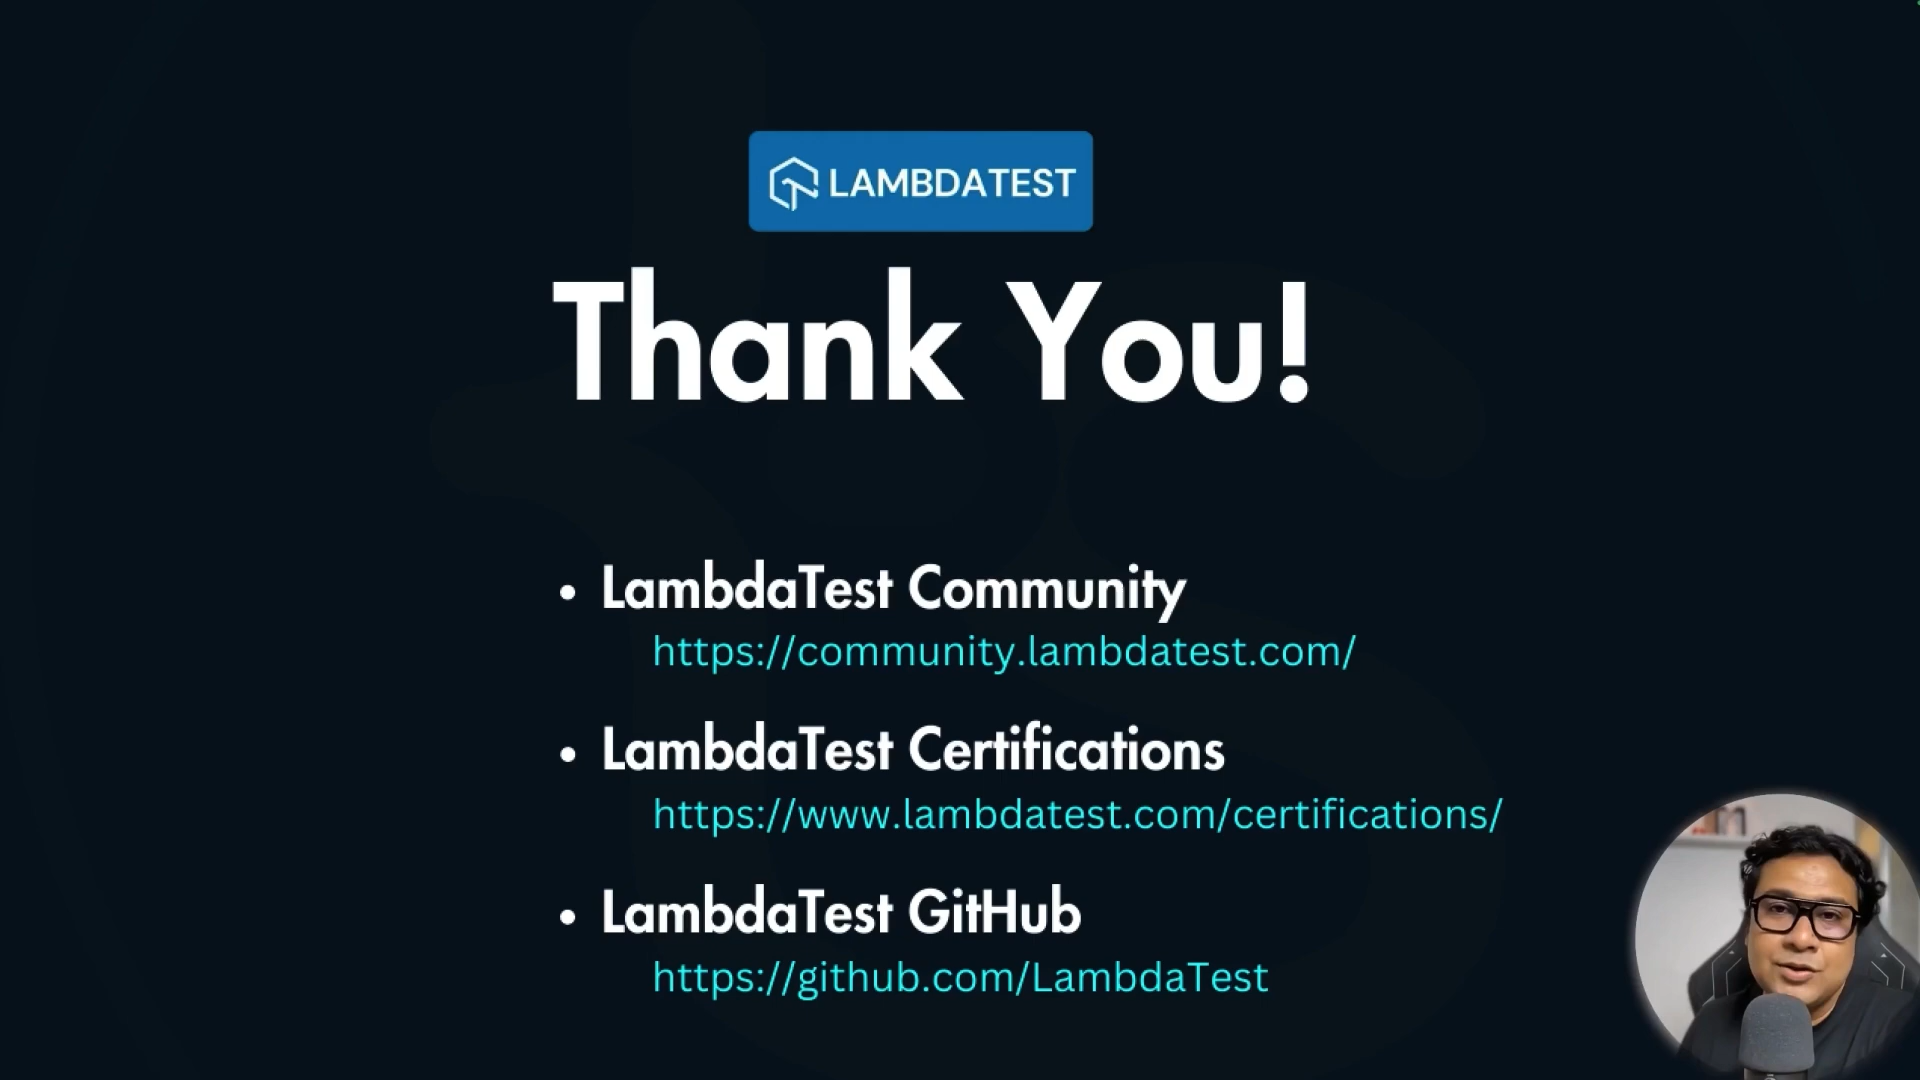 LAMBDATEST
Thank You!
• LambdaTest Community
https://community.lambdatest.com/
• LambdaTest Certifications
https://www.lambdatest.com/certifications/
• LambdaTest GitHub
https://github.com/LambdaTest